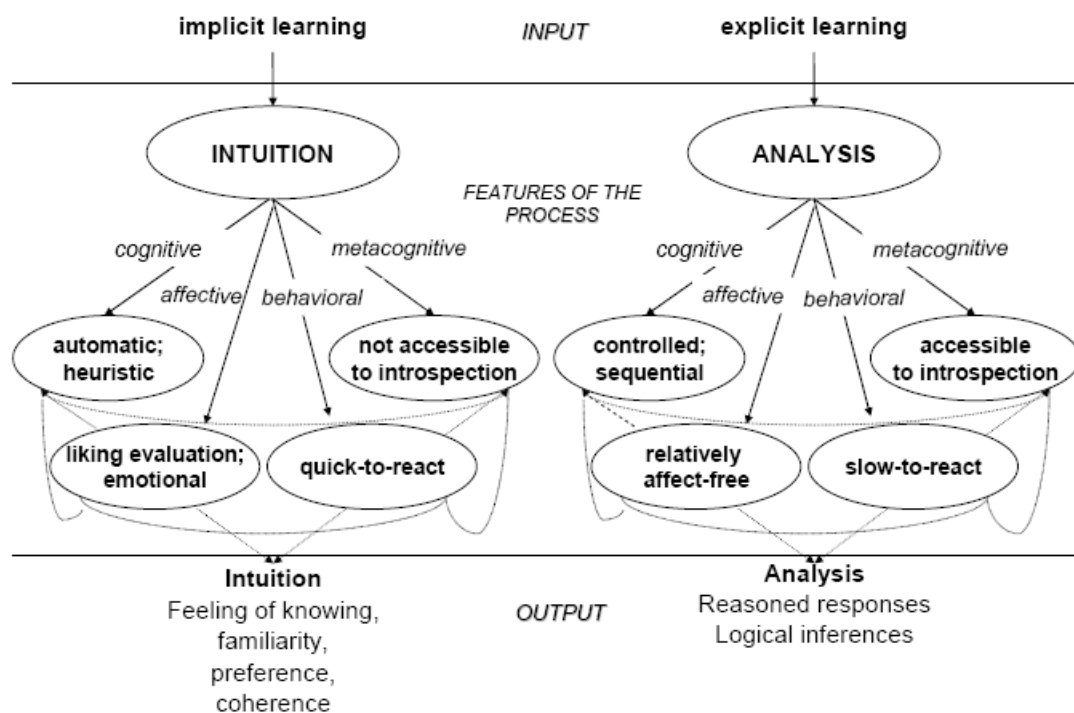 implicit learning
INPUT
explicit learning
INTUITION
ANALYSIS
FEATURES OF THE
PROCESS
cognitive
metacognitive
affective
behavioral
cognitive
metacognitive
affective
behavioral
automatic;
heuristic
not accessible
to introspection
controlled;
sequential
accessible
to introspection
liking evaluation;
emotional
quick-to-react
relatively
affect-free
slow-to-react
Intuition
Feeling of knowing,
familiarity,
preference,
coherence
OUTPUT
Analysis
Reasoned responses
Logical inferences